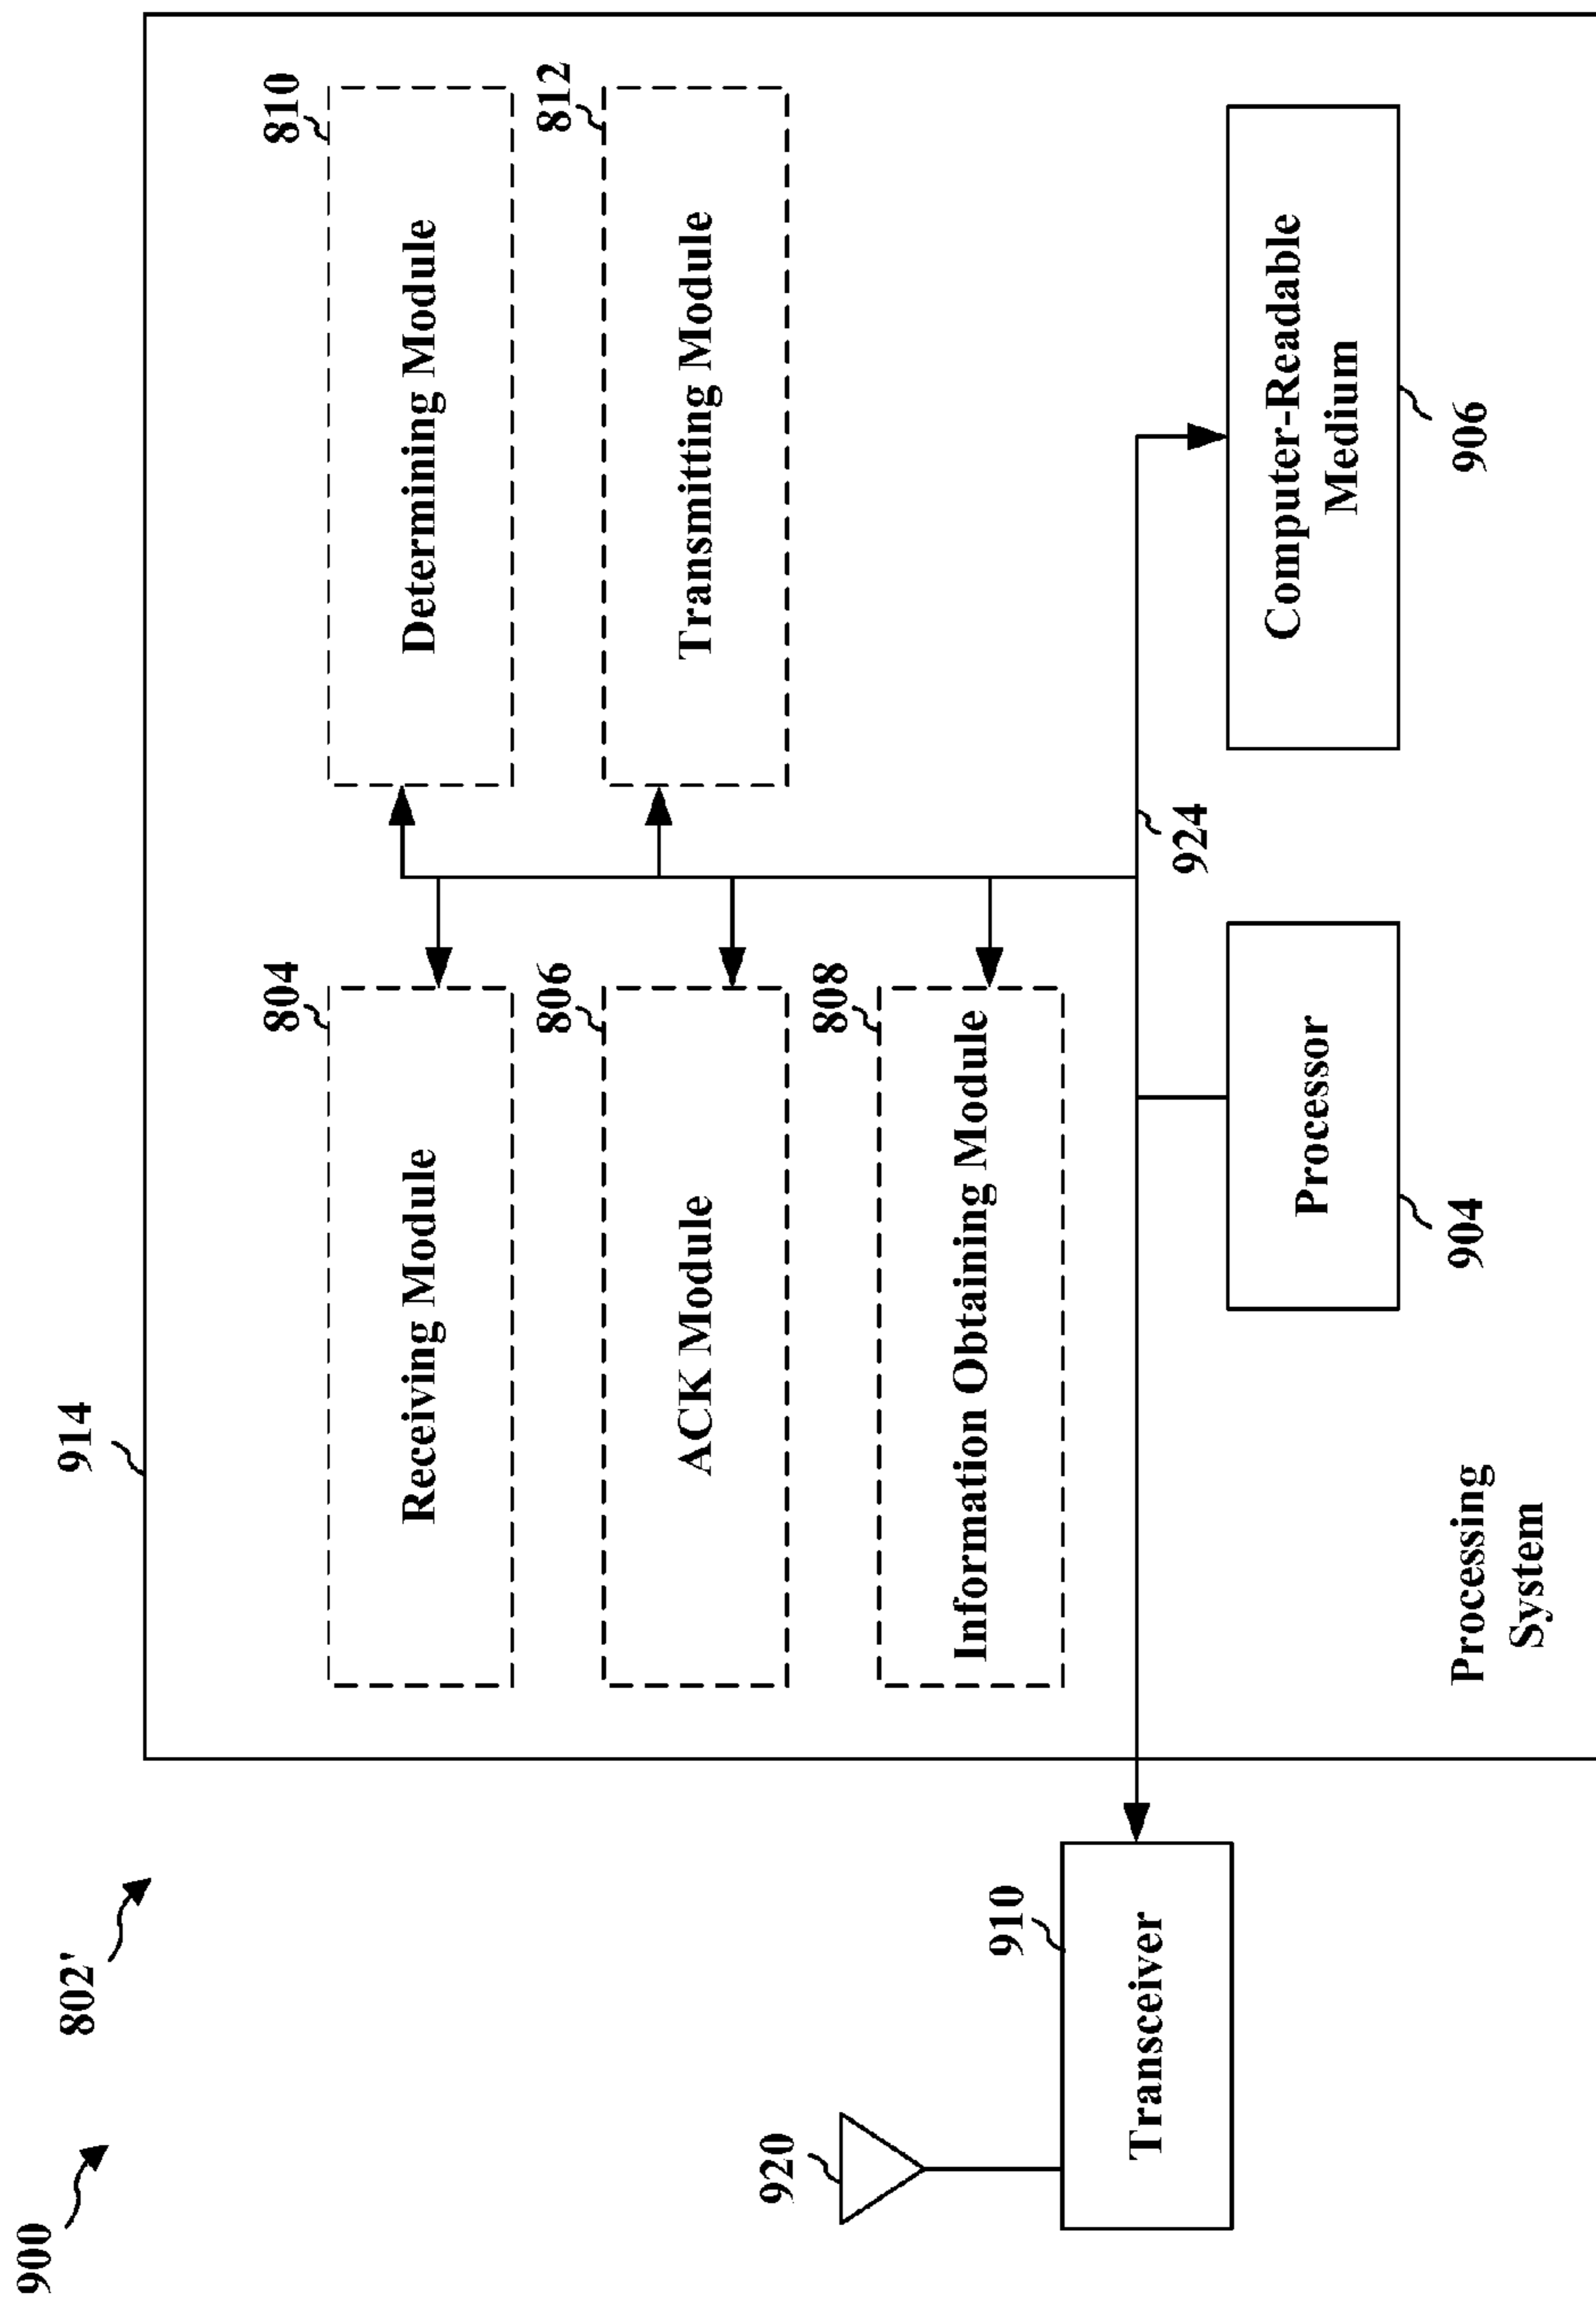 900
802'
914
804
Receiving Module
810
Determining Module
806
ACK Module
812
Transmitting Module
808
Information Obtaining Module
920
910
Transceiver
924
Processor
904
Computer-Readable
Medium
906
Processing
System